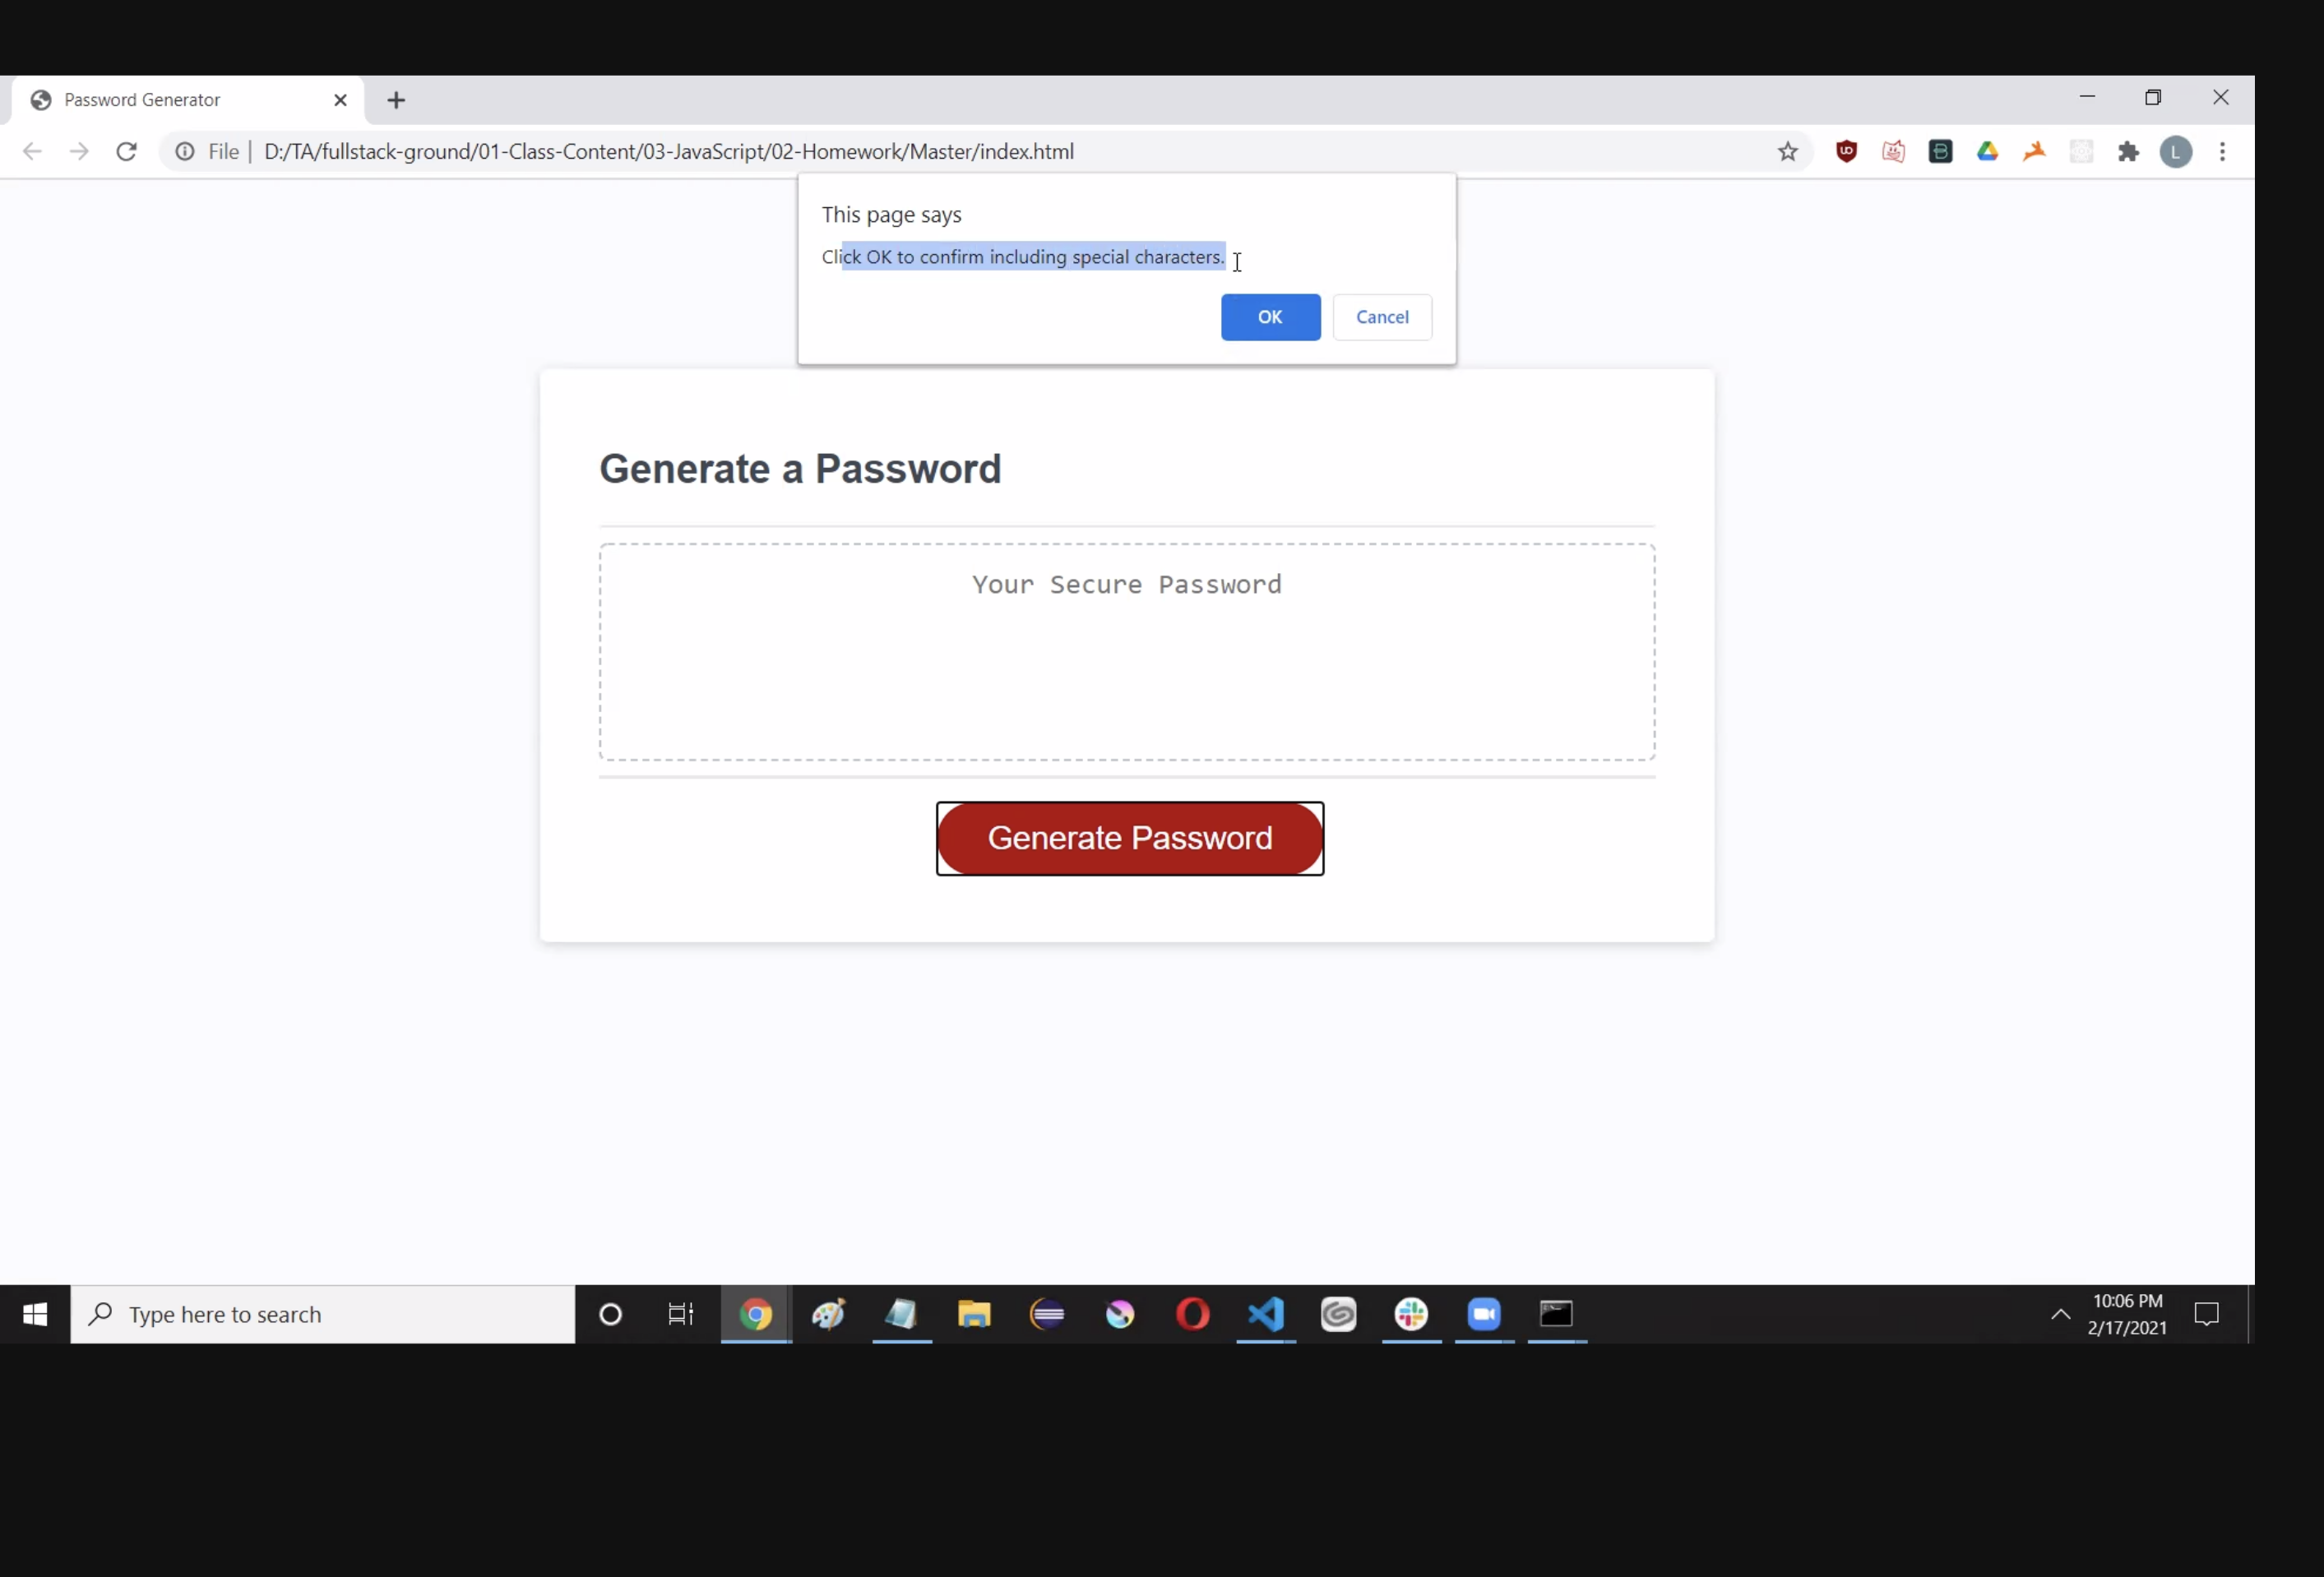 Password Generator
File | D:/TA/fullstack-ground/01-Class-Content/03-JavaScript/02-Homework/Master/index.html
L
This page says
Click OK to confirm including special characters.
OK
Cancel
Generate a Password
Your Secure Password
Generate Password
Type here to search
10:06 PM
2/17/2021